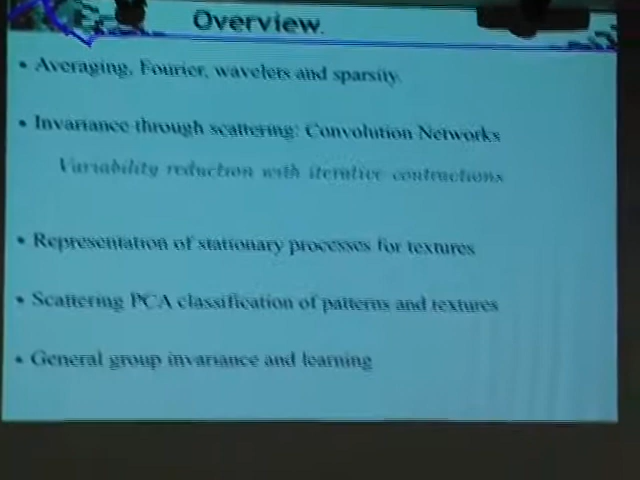 Overview.
• Averaging, Fourier, wavelets and sparsity.
• Invariance through scattering: Convolution Networks
Variability reduction with iterative contractions
• Representation of stationary processes for textures
• Scattering PCA classification of patterns and textures
• General group invariance and learning